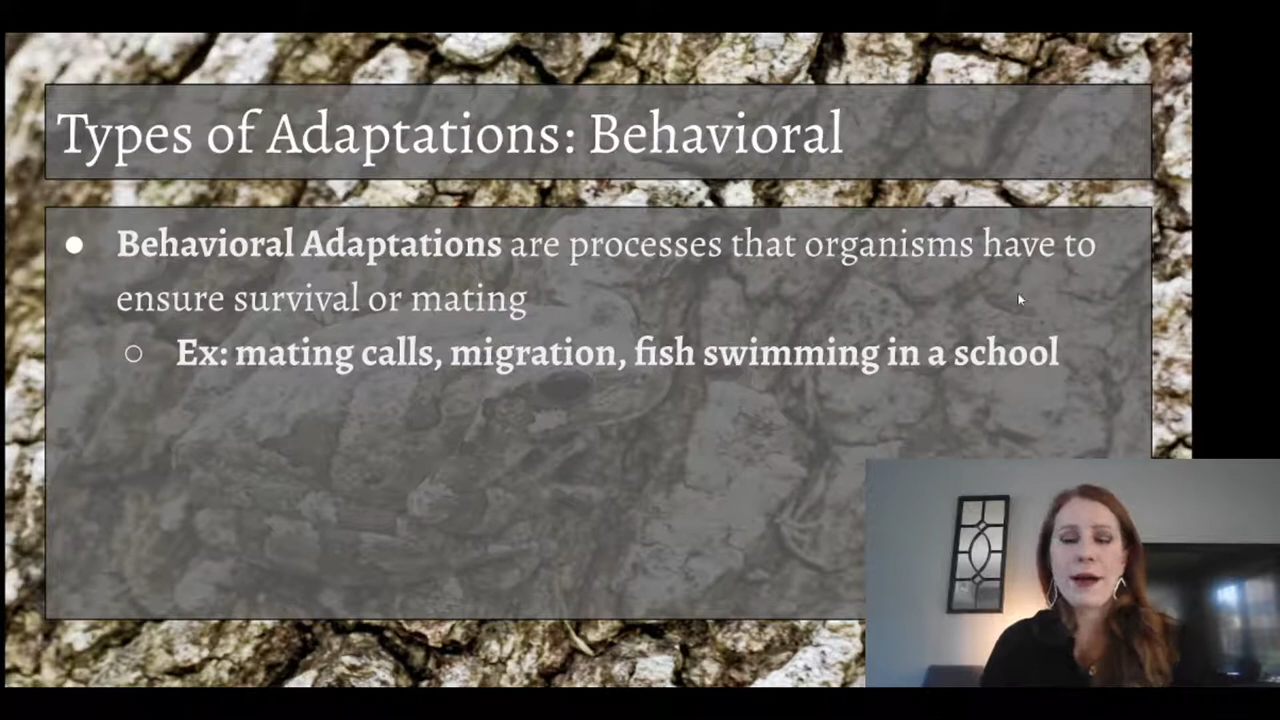 Types of Adaptations: Behavioral
● Behavioral Adaptations are processes that organisms have to
ensure survival or mating
○ Ex: mating calls, migration, fish swimming in a school